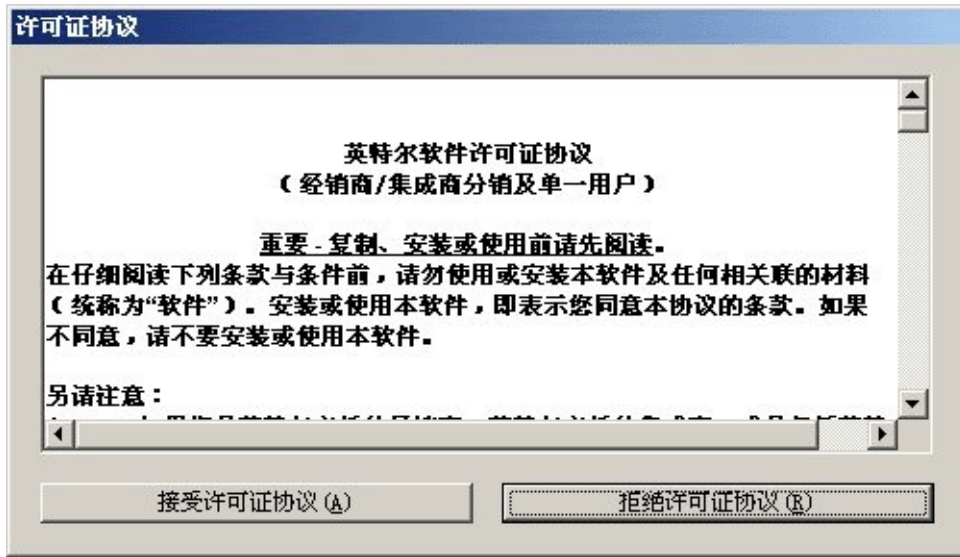 许可证协议
英特尔软件许可证协议
（经销商/集成商分销及单一用户）
重要 - 复制、安装或使用前请先阅读。
在仔细阅读下列条款与条件前，请勿使用或安装本软件及任何相关联的材料
（统称为“软件”）。安装或使用本软件，即表示您同意本协议的条款。如果
不同意，请不要安装或使用本软件。
另请注意：
接受许可证协议(A)
拒绝许可证协议(R)